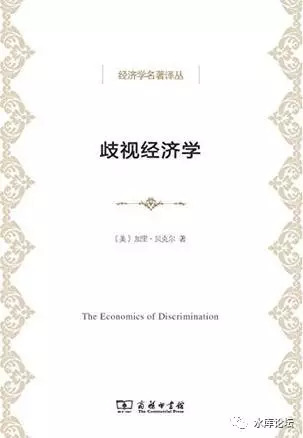 经济学名著译丛
歧视经济学
〔美〕加里·贝克尔 著
The Economics of Discrimination
商务印书馆
The Commercial Press
水库论坛